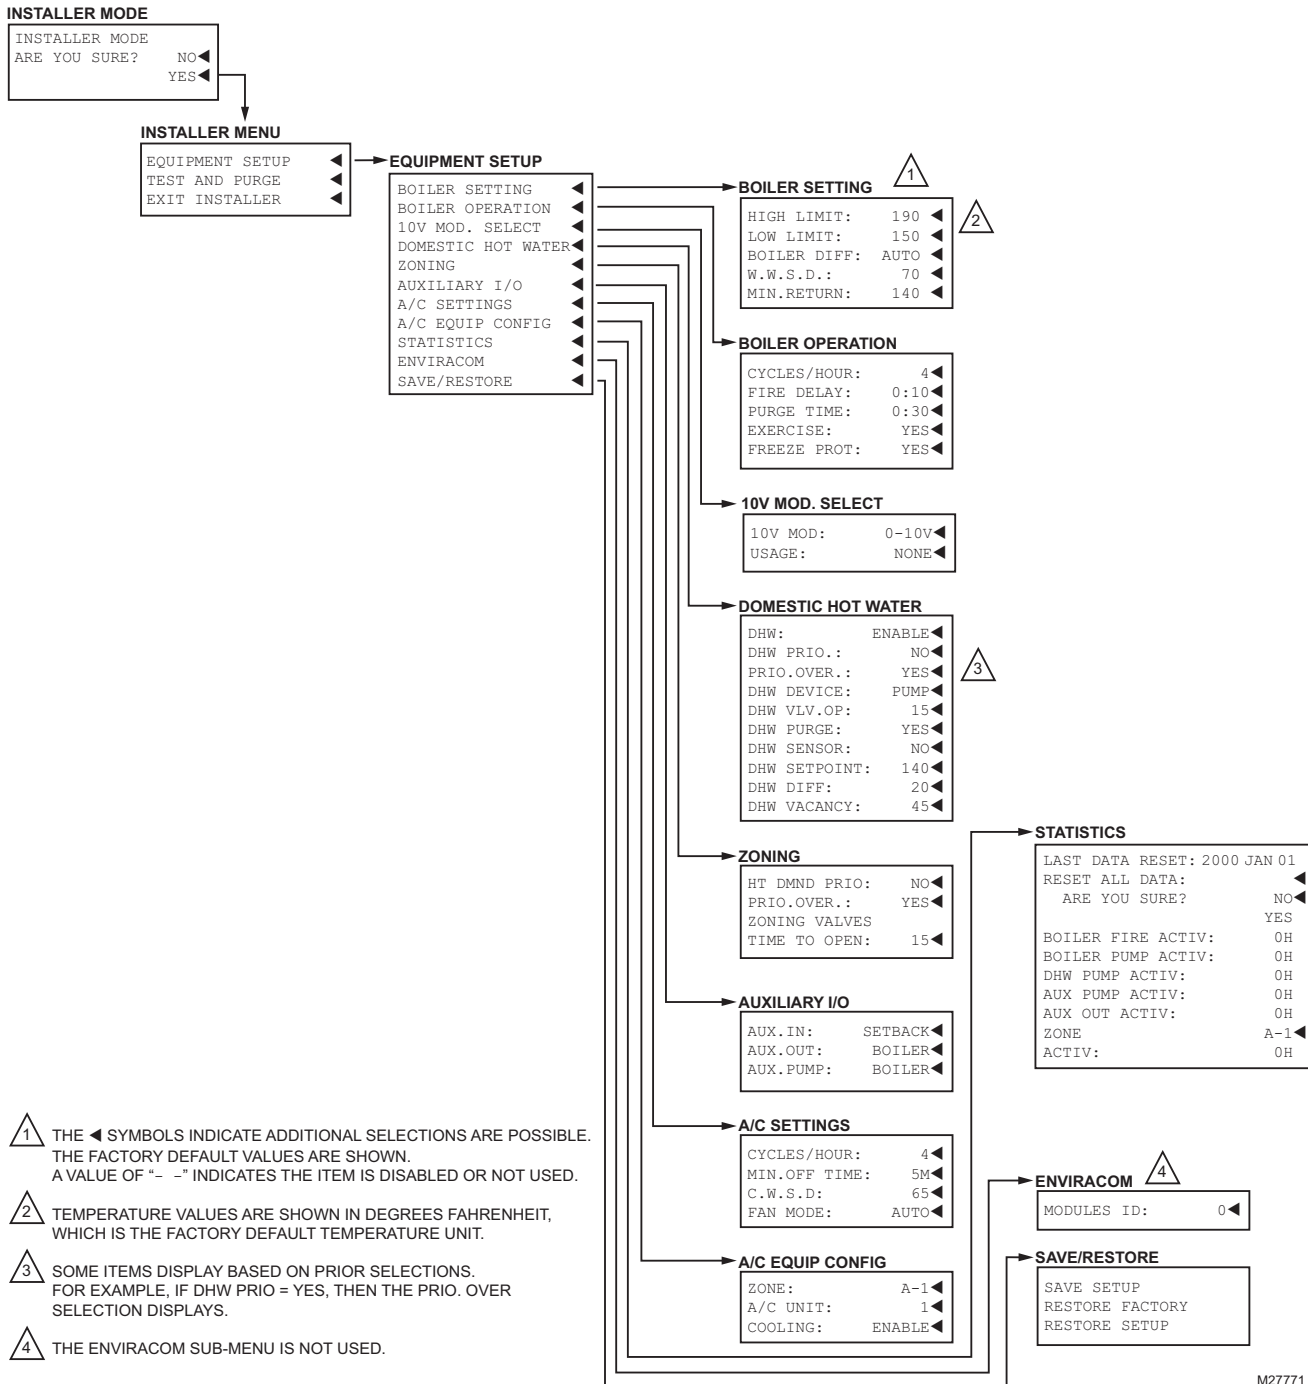 INSTALLER MODE
INSTALLER MODE
ARE YOU SURE? NO◀
YES◀
INSTALLER MENU
EQUIPMENT SETUP ◀
TEST AND PURGE ◀
EXIT INSTALLER ◀
EQUIPMENT SETUP
BOILER SETTING ◀
BOILER OPERATION ◀
10V MOD. SELECT ◀
DOMESTIC HOT WATER◀
ZONING ◀
AUXILIARY I/O ◀
A/C SETTINGS ◀
A/C EQUIP CONFIG ◀
STATISTICS ◀
ENVIRACOM ◀
SAVE/RESTORE ◀
BOILER SETTING 1
HIGH LIMIT: 190 ◀ 2
LOW LIMIT: 150 ◀
BOILER DIFF: AUTO ◀
W.W.S.D.: 70 ◀
MIN.RETURN: 140 ◀
BOILER OPERATION
CYCLES/HOUR: 4◀
FIRE DELAY: 0:10◀
PURGE TIME: 0:30◀
EXERCISE: YES◀
FREEZE PROT: YES◀
10V MOD. SELECT
10V MOD: 0-10V◀
USAGE: NONE◀
DOMESTIC HOT WATER
DHW: ENABLE◀
DHW PRIO.: NO◀
PRIO.OVER.: YES◀ 3
DHW DEVICE: PUMP◀
DHW VLV.OP: 15◀
DHW PURGE: YES◀
DHW SENSOR: NO◀
DHW SETPOINT: 140◀
DHW DIFF: 20◀
DHW VACANCY: 45◀
ZONING
HT DMND PRIO: NO◀
PRIO.OVER.: YES◀
ZONING VALVES
TIME TO OPEN: 15◀
AUXILIARY I/O
AUX.IN: SETBACK◀
AUX.OUT: BOILER◀
AUX.PUMP: BOILER◀
A/C SETTINGS
CYCLES/HOUR: 4◀
MIN.OFF TIME: 5M◀
C.W.S.D: 65◀
FAN MODE: AUTO◀
A/C EQUIP CONFIG
ZONE: A-1◀
A/C UNIT: 1◀
COOLING: ENABLE◀
STATISTICS
LAST DATA RESET: 2000 JAN 01
RESET ALL DATA: ◀
ARE YOU SURE? NO◀
YES
BOILER FIRE ACTIV: 0H
BOILER PUMP ACTIV: 0H
DHW PUMP ACTIV: 0H
AUX PUMP ACTIV: 0H
AUX OUT ACTIV: 0H
ZONE A-1◀
ACTIV: 0H
ENVIRACOM 4
MODULES ID: 0◀
SAVE/RESTORE
SAVE SETUP
RESTORE FACTORY
RESTORE SETUP
1 THE ◀ SYMBOLS INDICATE ADDITIONAL SELECTIONS ARE POSSIBLE.
THE FACTORY DEFAULT VALUES ARE SHOWN.
A VALUE OF “– –” INDICATES THE ITEM IS DISABLED OR NOT USED.
2 TEMPERATURE VALUES ARE SHOWN IN DEGREES FAHRENHEIT,
WHICH IS THE FACTORY DEFAULT TEMPERATURE UNIT.
3 SOME ITEMS DISPLAY BASED ON PRIOR SELECTIONS.
FOR EXAMPLE, IF DHW PRIO = YES, THEN THE PRIO. OVER
SELECTION DISPLAYS.
4 THE ENVIRACOM SUB-MENU IS NOT USED.
M27771